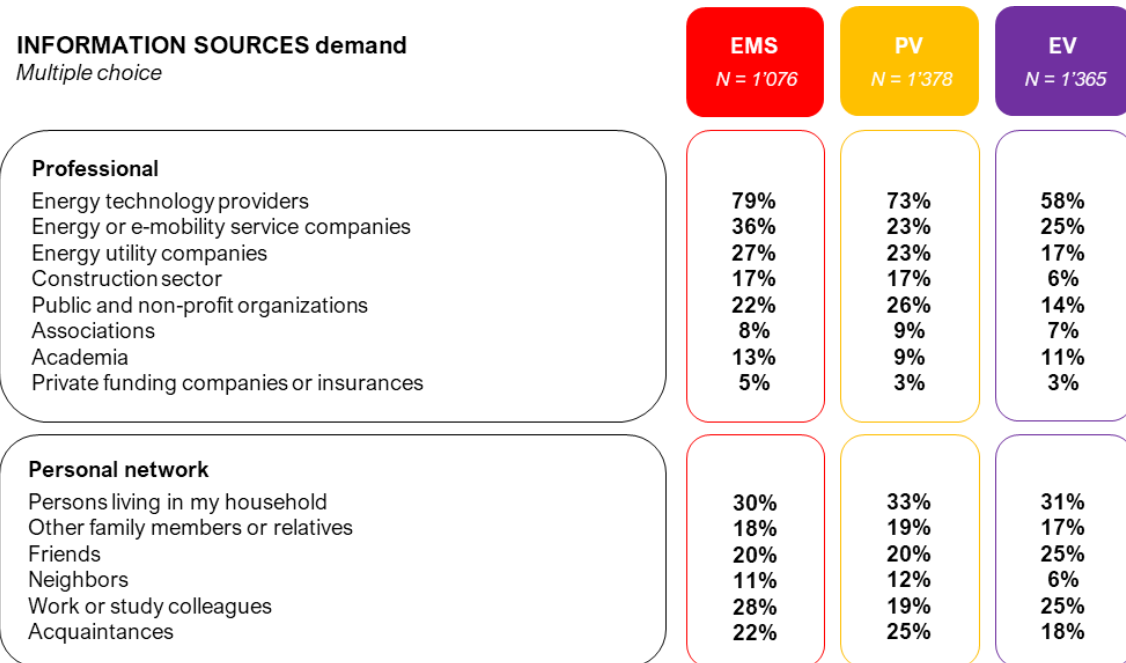 INFORMATION SOURCES demand
Multiple choice
EMS
N = 1’076
PV
N = 1’378
EV
N = 1’365
Professional
Energy technology providers 79% 73% 58%
Energy or e-mobility service companies 36% 23% 25%
Energy utility companies 27% 23% 17%
Construction sector 17% 17% 6%
Public and non-profit organizations 22% 26% 14%
Associations 8% 9% 7%
Academia 13% 9% 11%
Private funding companies or insurances 5% 3% 3%
Personal network
Persons living in my household 30% 33% 31%
Other family members or relatives 18% 19% 17%
Friends 20% 20% 25%
Neighbors 11% 12% 6%
Work or study colleagues 28% 19% 25%
Acquaintances 22% 25% 18%